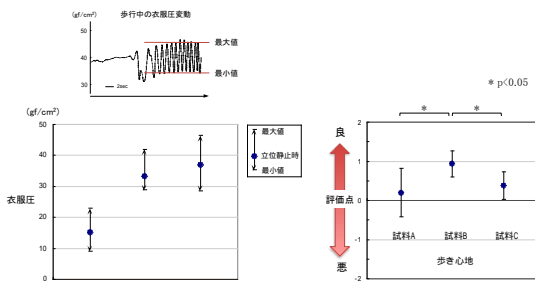 (gf/cm²)
歩行中の衣服圧変動
50
40
30
最大値
最小値
2sec
* p<0.05
(gf/cm²)
50
40
30
20
10
0
衣服圧
最大値
立位静止時
最小値
良
評価点
悪
2
1
0
-1
-2
*
*
試料A
試料B
試料C
歩き心地